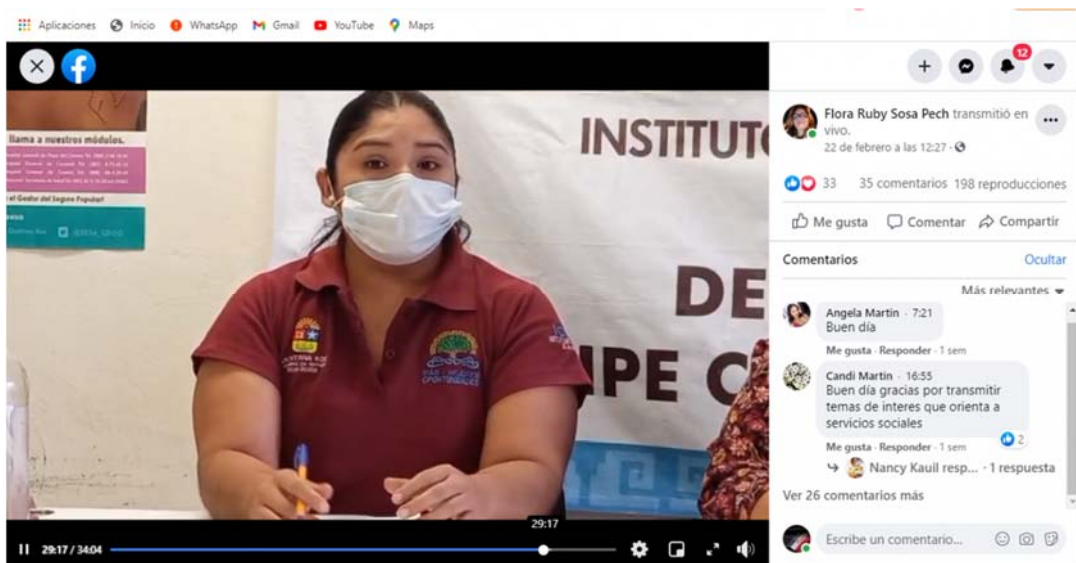 Aplicaciones Inicio WhatsApp Gmail YouTube Maps
12
llama a nuestros módulos.
INSTITUTO
DE
IPE C
Flora Ruby Sosa Pech transmitió en
vivo.
22 de febrero a las 12:27 ·
33 35 comentarios 198 reproducciones
Me gusta Comentar Compartir
Comentarios Ocultar
Más relevantes
Angela Martin · 7:21
Buen día
Me gusta · Responder · 1 sem
Candi Martin · 16:55
Buen día gracias por transmitir
temas de interes que orienta a
servicios sociales
2
Me gusta · Responder · 1 sem
Nancy Kauil resp... · 1 respuesta
Ver 26 comentarios más
Escribe un comentario...
29:17
29:17 / 34:04